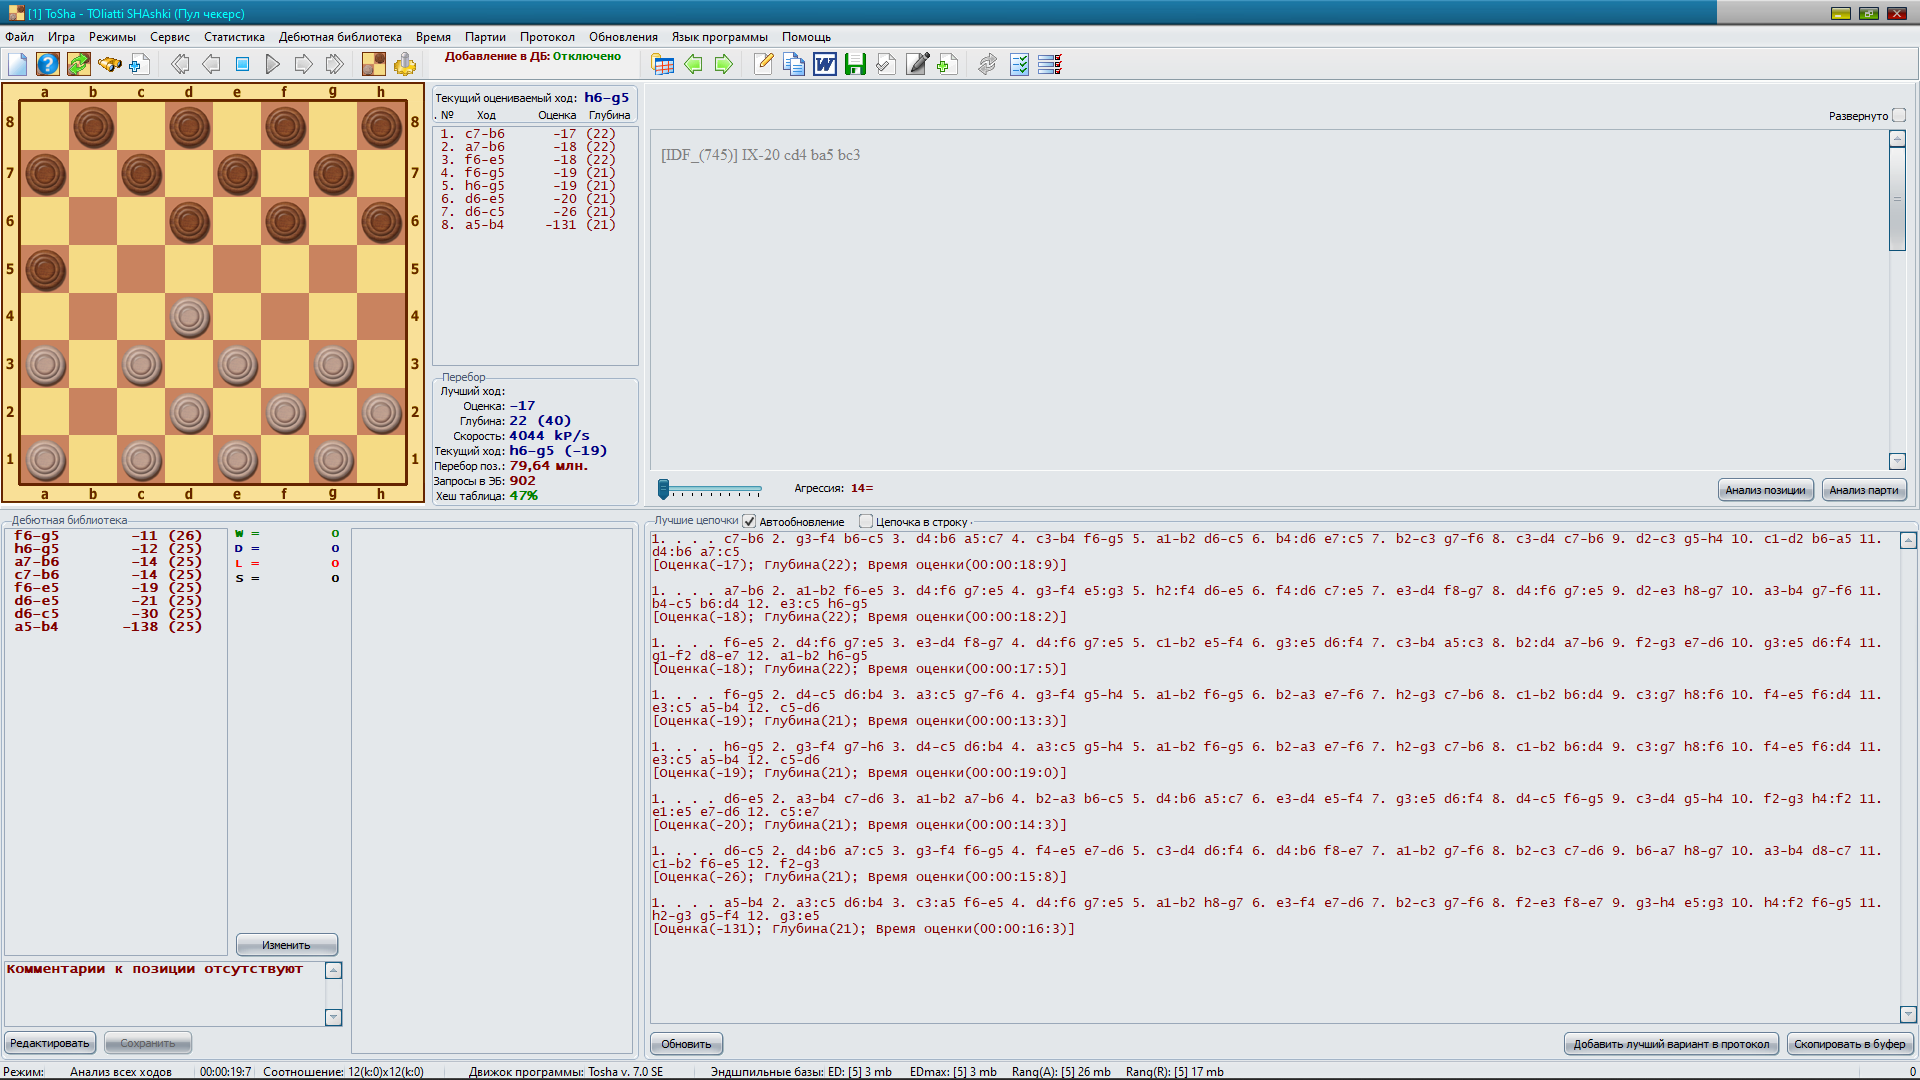 [1] ToSha - TOliatti SHAshki (Пул чекерс)
Файл Игра Режимы Сервис Статистика Дебютная библиотека Время Партии Протокол Обновления Язык программы Помощь
Добавление в ДБ: Отключено
a b c d e f g h
8 8
7 7
6 6
5 5
4 4
3 3
2 2
1 1
a b c d e f g h
Текущий оцениваемый ход: h6-g5
. № Ход Оценка Глубина
1. c7-b6 -17 (22)
2. a7-b6 -18 (22)
3. f6-e5 -18 (22)
4. f6-g5 -19 (21)
5. h6-g5 -19 (21)
6. d6-e5 -20 (21)
7. d6-c5 -26 (21)
8. a5-b4 -131 (21)
Перебор
Лучший ход:
Оценка: -17
Глубина: 22 (40)
Скорость: 4044 kP/s
Текущий ход: h6-g5 (-19)
Перебор поз.: 79,64 млн.
Запросы в ЭБ: 902
Хеш таблица: 47%
Развернуто
[IDF_(745)] IX-20 cd4 ba5 bc3
Агрессия: 14=
Анализ позиции Анализ парти
Дебютная библиотека
f6-g5 -11 (26)
h6-g5 -12 (25)
a7-b6 -14 (25)
c7-b6 -14 (25)
f6-e5 -19 (25)
d6-e5 -21 (25)
d6-c5 -30 (25)
a5-b4 -138 (25)
W = 0
D = 0
L = 0
S = 0
Изменить
Комментарии к позиции отсутствуют
Редактировать Сохранить
Лучшие цепочки Автообновление Цепочка в строку .
1. . . . c7-b6 2. g3-f4 b6-c5 3. d4:b6 a5:c7 4. c3-b4 f6-g5 5. a1-b2 d6-c5 6. b4:d6 e7:c5 7. b2-c3 g7-f6 8. c3-d4 c7-b6 9. d2-c3 g5-h4 10. c1-d2 b6-a5 11.
d4:b6 a7:c5
[Оценка(-17); Глубина(22); Время оценки(00:00:18:9)]
1. . . . a7-b6 2. a1-b2 f6-e5 3. d4:f6 g7:e5 4. g3-f4 e5:g3 5. h2:f4 d6-e5 6. f4:d6 c7:e5 7. e3-d4 f8-g7 8. d4:f6 g7:e5 9. d2-e3 h8-g7 10. a3-b4 g7-f6 11.
b4-c5 b6:d4 12. e3:c5 h6-g5
[Оценка(-18); Глубина(22); Время оценки(00:00:18:2)]
1. . . . f6-e5 2. d4:f6 g7:e5 3. e3-d4 f8-g7 4. d4:f6 g7:e5 5. c1-b2 e5-f4 6. g3:e5 d6:f4 7. c3-b4 a5:c3 8. b2:d4 a7-b6 9. f2-g3 e7-d6 10. g3:e5 d6:f4 11.
g1-f2 d8-e7 12. a1-b2 h6-g5
[Оценка(-18); Глубина(22); Время оценки(00:00:17:5)]
1. . . . f6-g5 2. d4-c5 d6:b4 3. a3:c5 g7-f6 4. g3-f4 g5-h4 5. a1-b2 f6-g5 6. b2-a3 e7-f6 7. h2-g3 c7-b6 8. c1-b2 b6:d4 9. c3:g7 h8:f6 10. f4-e5 f6:d4 11.
e3:c5 a5-b4 12. c5-d6
[Оценка(-19); Глубина(21); Время оценки(00:00:13:3)]
1. . . . h6-g5 2. g3-f4 g7-h6 3. d4-c5 d6:b4 4. a3:c5 g5-h4 5. a1-b2 f6-g5 6. b2-a3 e7-f6 7. h2-g3 c7-b6 8. c1-b2 b6:d4 9. c3:g7 h8:f6 10. f4-e5 f6:d4 11.
e3:c5 a5-b4 12. c5-d6
[Оценка(-19); Глубина(21); Время оценки(00:00:19:0)]
1. . . . d6-e5 2. a3-b4 c7-d6 3. a1-b2 a7-b6 4. b2-a3 b6-c5 5. d4:b6 a5:c7 6. e3-d4 e5-f4 7. g3:e5 d6:f4 8. d4-c5 f6-g5 9. c3-d4 g5-h4 10. f2-g3 h4:f2 11.
e1:e5 e7-d6 12. c5:e7
[Оценка(-20); Глубина(21); Время оценки(00:00:14:3)]
1. . . . d6-c5 2. d4:b6 a7:c5 3. g3-f4 f6-g5 4. f4-e5 e7-d6 5. c3-d4 d6:f4 6. d4:b6 f8-e7 7. a1-b2 g7-f6 8. b2-c3 c7-d6 9. b6-a7 h8-g7 10. a3-b4 d8-c7 11.
c1-b2 f6-e5 12. f2-g3
[Оценка(-26); Глубина(21); Время оценки(00:00:15:8)]
1. . . . a5-b4 2. a3:c5 d6:b4 3. c3:a5 f6-e5 4. d4:f6 g7:e5 5. a1-b2 h8-g7 6. e3-f4 e7-d6 7. b2-c3 g7-f6 8. f2-e3 f8-e7 9. g3-h4 e5:g3 10. h4:f2 f6-g5 11.
h2-g3 g5-f4 12. g3:e5
[Оценка(-131); Глубина(21); Время оценки(00:00:16:3)]
Обновить Добавить лучший вариант в протокол Скопировать в буфер
Режим: Анализ всех ходов 00:00:19:7 Соотношение: 12(k:0)x12(k:0) Движок программы: Tosha v. 7.0 SE Эндшпильные базы: ED: [5] 3 mb EDmax: [5] 3 mb Rang(A): [5] 26 mb Rang(R): [5] 17 mb 0